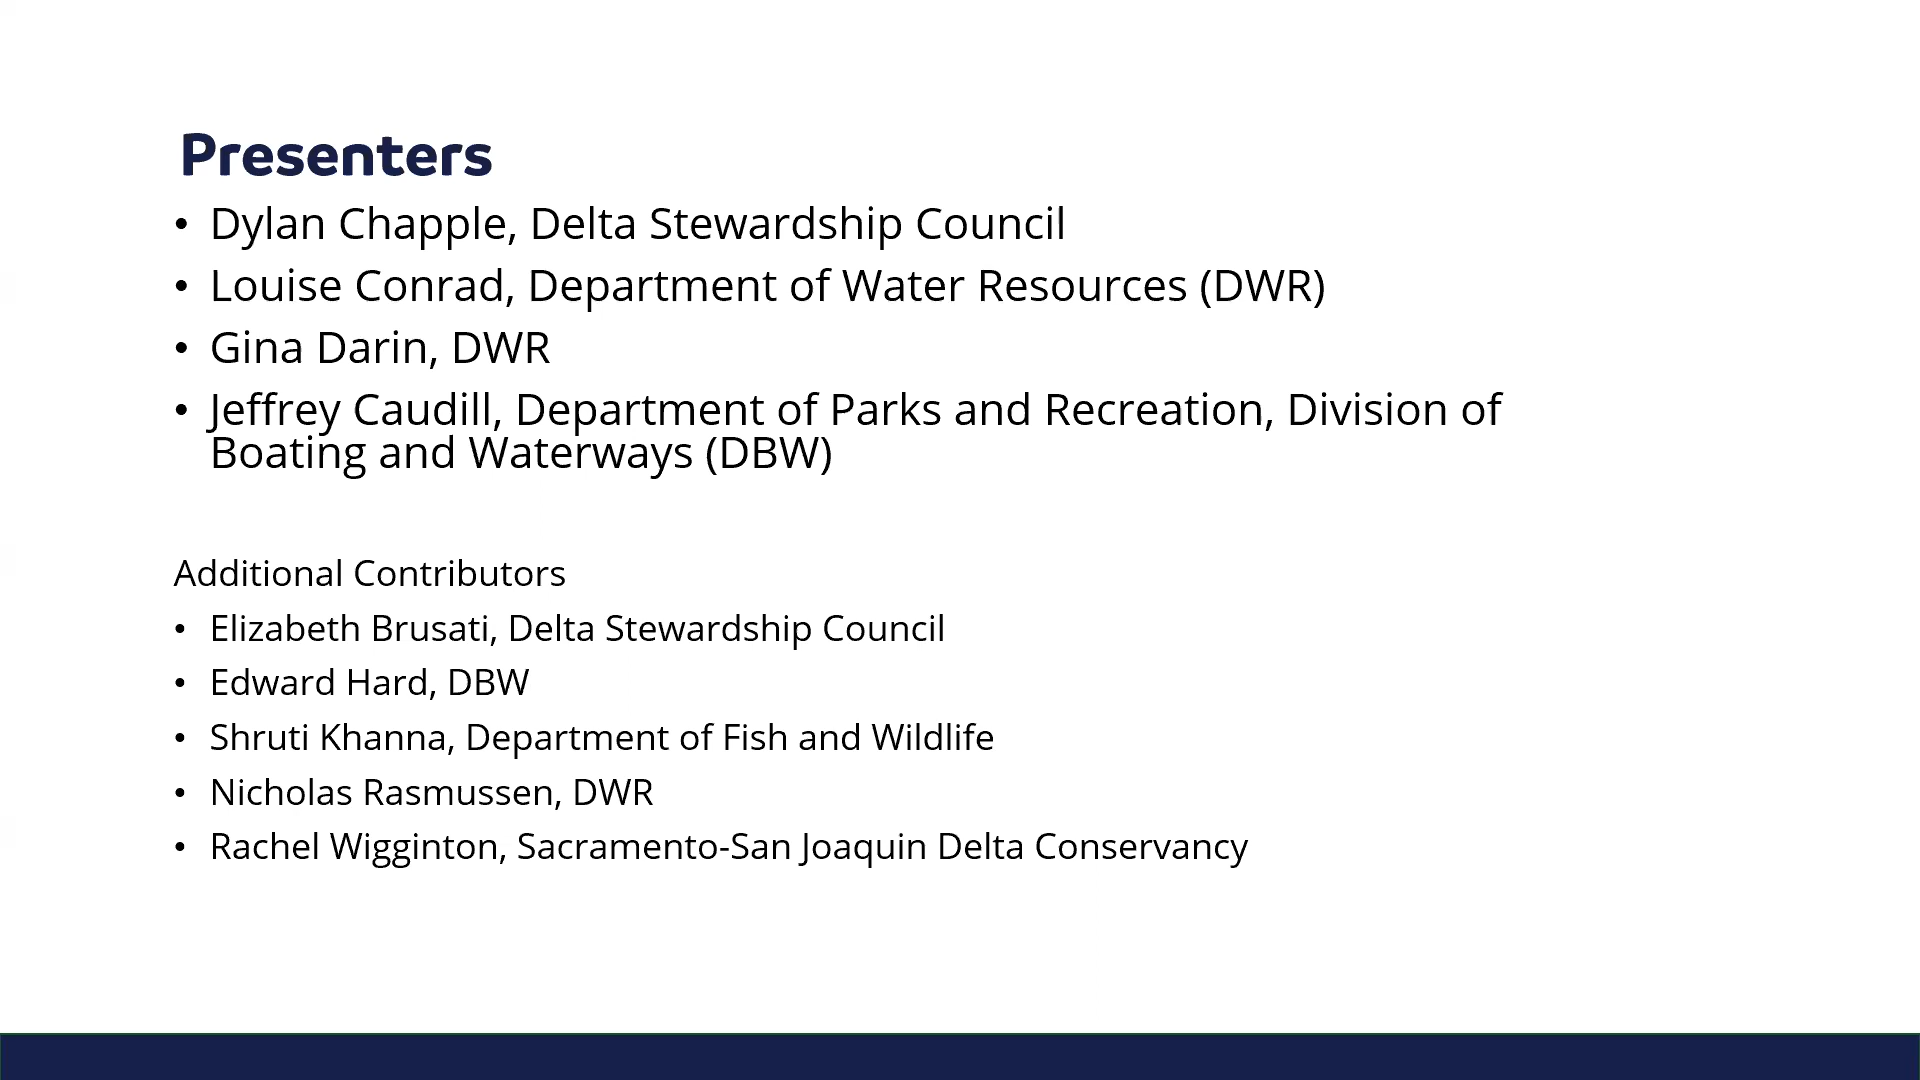 Presenters
• Dylan Chapple, Delta Stewardship Council
• Louise Conrad, Department of Water Resources (DWR)
• Gina Darin, DWR
• Jeffrey Caudill, Department of Parks and Recreation, Division of
Boating and Waterways (DBW)
Additional Contributors
• Elizabeth Brusati, Delta Stewardship Council
• Edward Hard, DBW
• Shruti Khanna, Department of Fish and Wildlife
• Nicholas Rasmussen, DWR
• Rachel Wigginton, Sacramento-San Joaquin Delta Conservancy